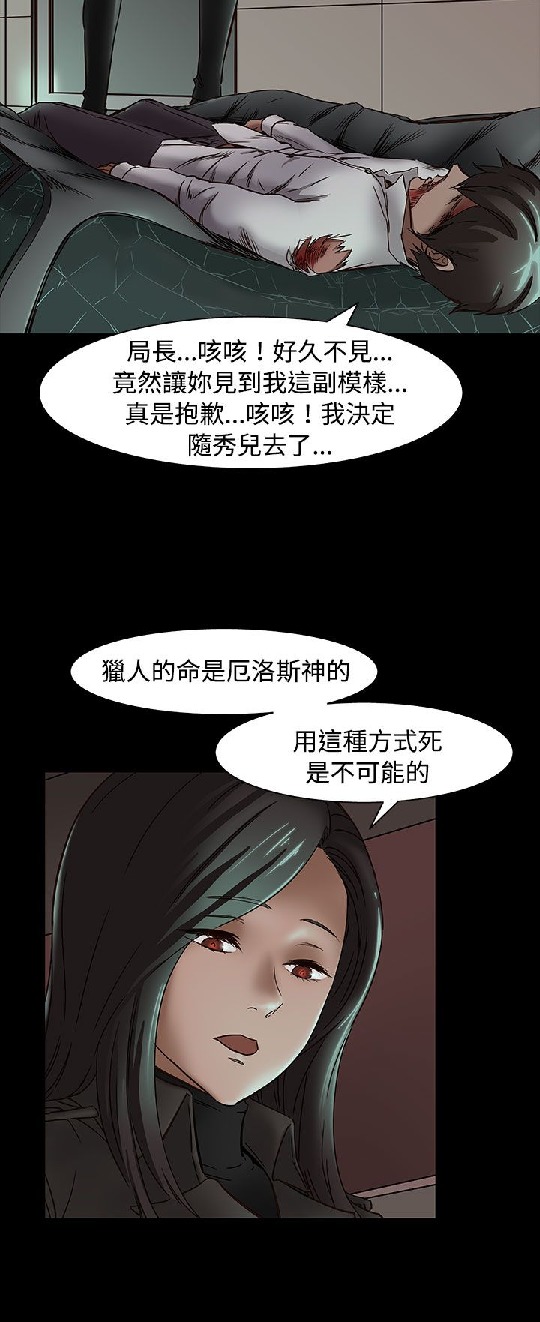 局長...咳咳！好久不見...
竟然讓妳見到我這副模樣...
真是抱歉...咳咳！我決定
隨秀兒去了...
獵人的命是厄洛斯神的
用這種方式死
是不可能的